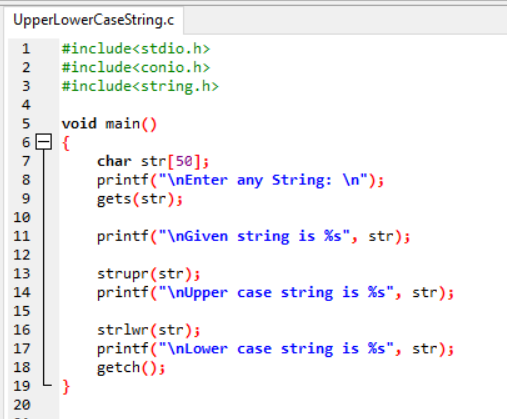 UpperLowerCaseString.c
1 #include<stdio.h>
2 #include<conio.h>
3 #include<string.h>
4
5 void main()
6 {
7 char str[50];
8 printf("\nEnter any String: \n");
9 gets(str);
10
11 printf("\nGiven string is %s", str);
12
13 strupr(str);
14 printf("\nUpper case string is %s", str);
15
16 strlwr(str);
17 printf("\nLower case string is %s", str);
18 getch();
19 }
20